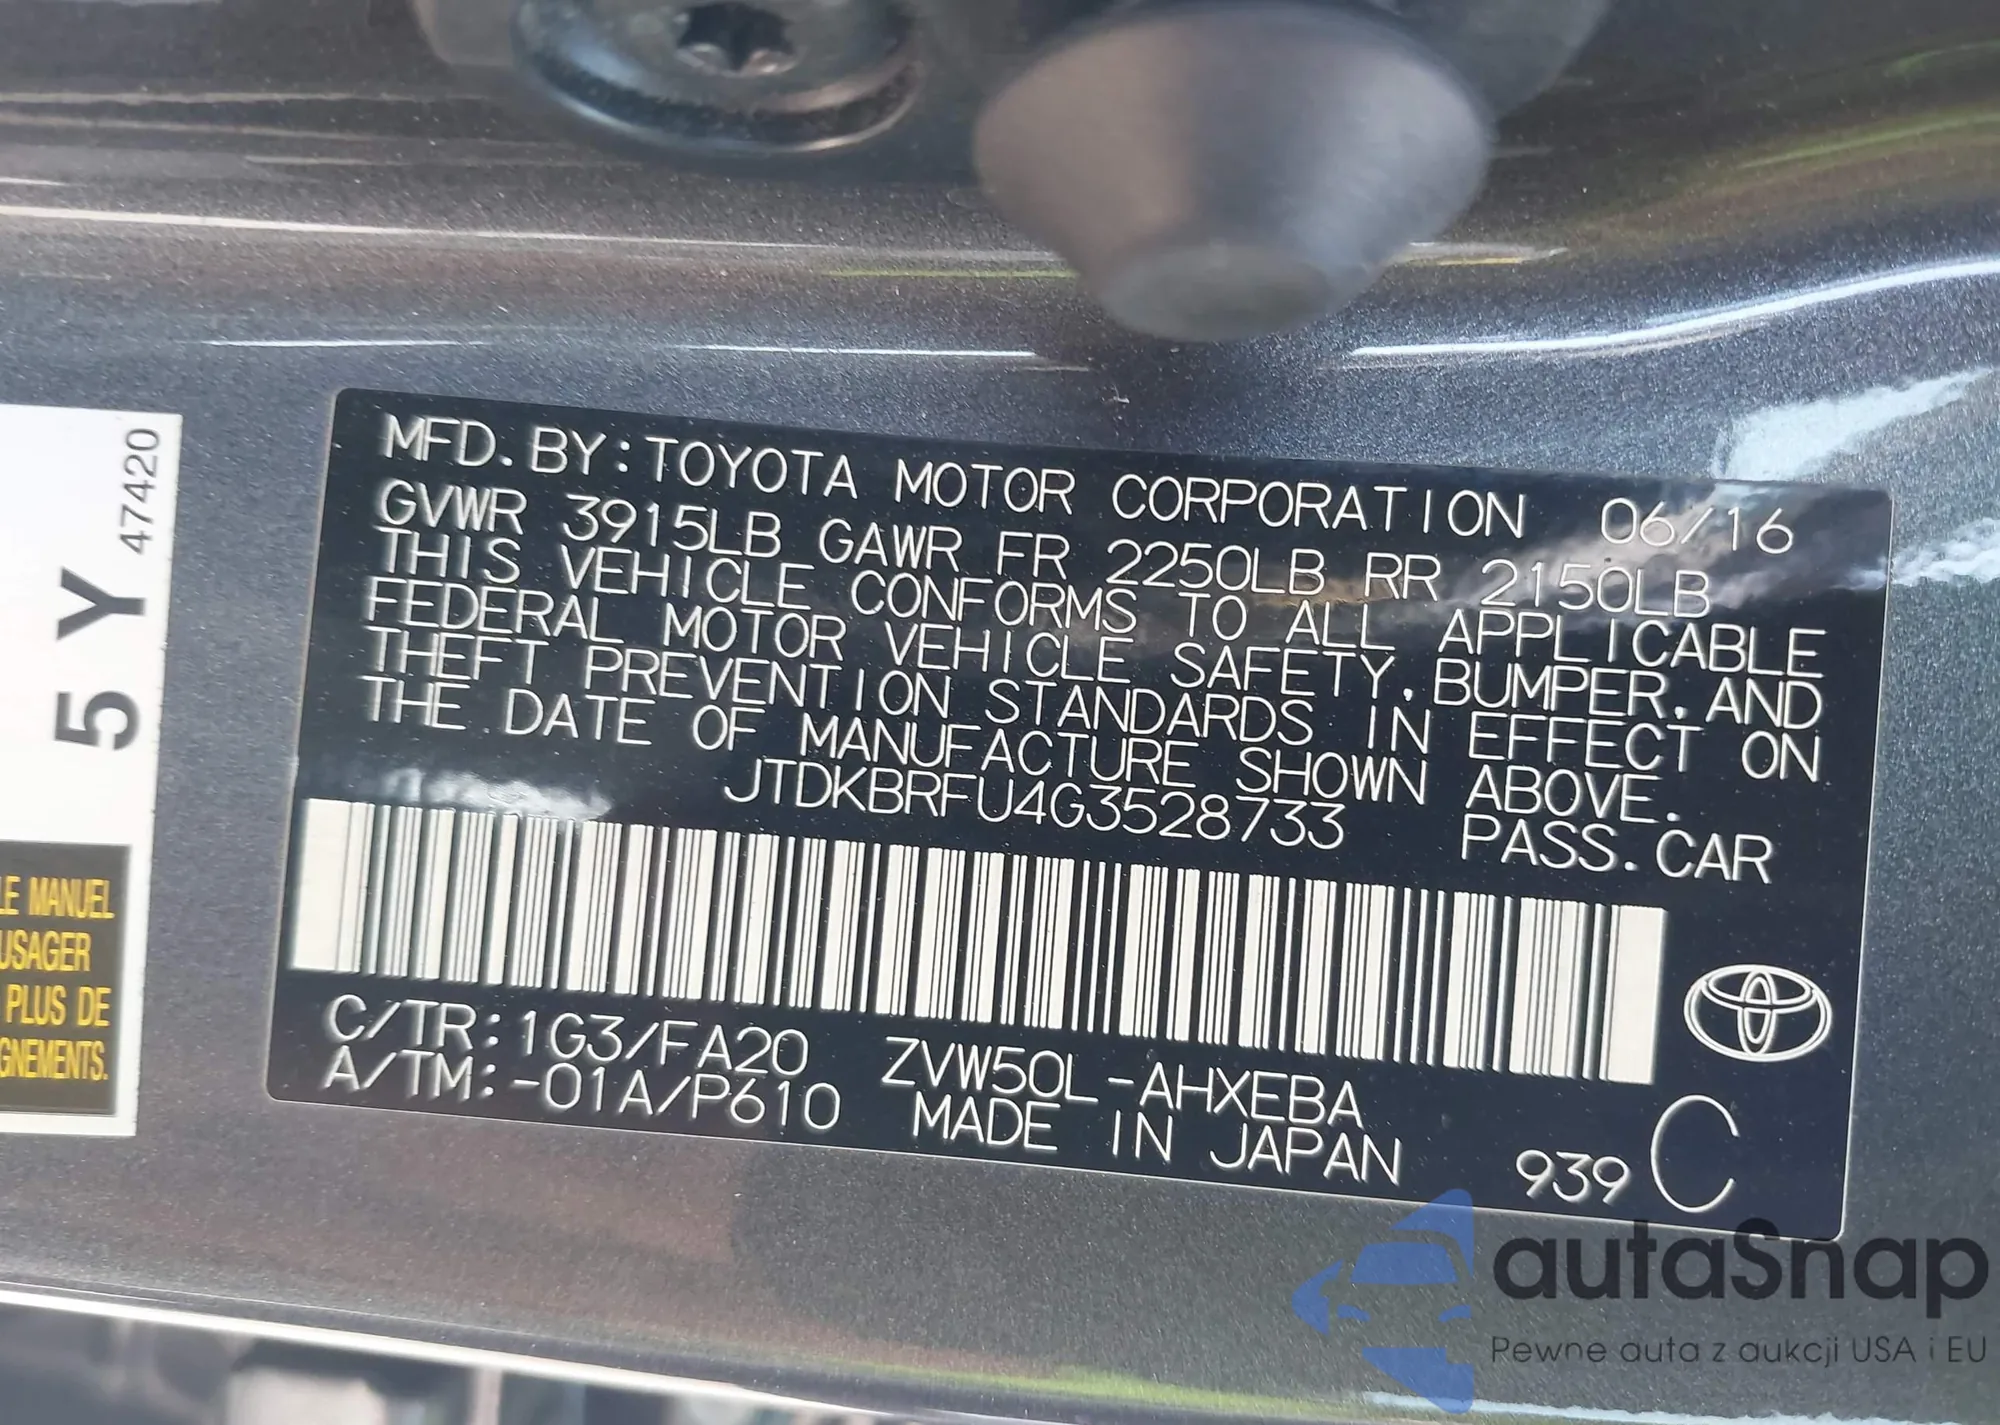 MFD. BY: TOYOTA MOTOR CORPORATION 06/16
GVWR 3915LB GAWR FR 2250LB RR 2150LB
THIS VEHICLE CONFORMS TO ALL APPLICABLE
FEDERAL MOTOR VEHICLE SAFETY, BUMPER, AND
THEFT PREVENTION STANDARDS IN EFFECT ON
THE DATE OF MANUFACTURE SHOWN ABOVE.
JTDKBRFU4G3528733 PASS. CAR
C/TR: 1G3/FA20 ZVW50L-AHXEBA
A/TM: -01A/P610 MADE IN JAPAN 939 C
5 Y 47420
LE MANUEL
USAGER
PLUS DE
GNEMENTS.
autaSnap
Pewne auta z aukcji USA i EU